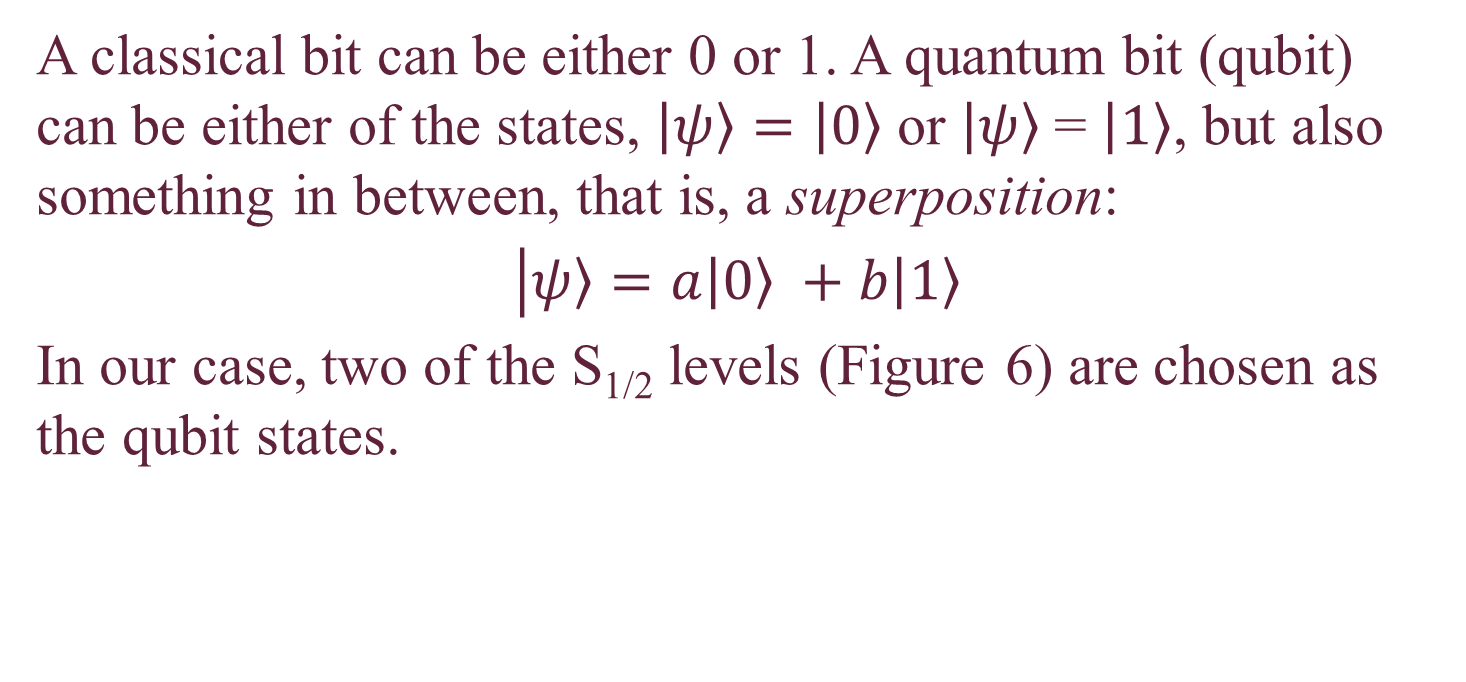 A classical bit can be either 0 or 1. A quantum bit (qubit)
can be either of the states, |ψ⟩ = |0⟩ or |ψ⟩ = |1⟩, but also
something in between, that is, a superposition:
|ψ⟩ = a|0⟩ + b|1⟩
In our case, two of the S₁/₂ levels (Figure 6) are chosen as
the qubit states.